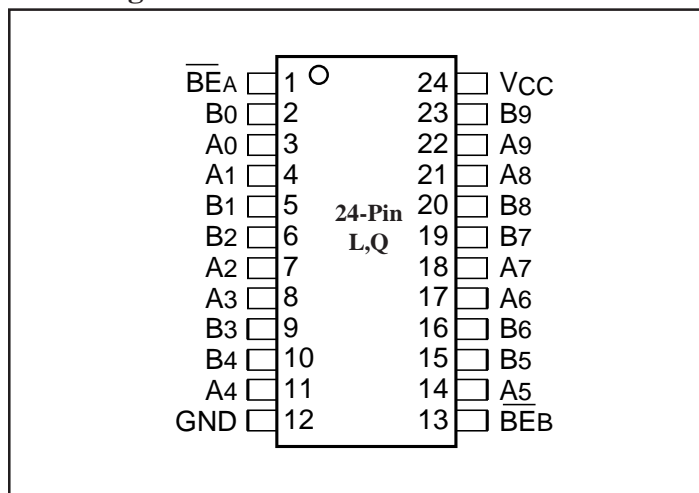 B̅E̅A 1 24 VCC
B0 2 23 B9
A0 3 22 A9
A1 4 21 A8
B1 5 20 B8
24-Pin
B2 6 19 B7
L,Q
A2 7 18 A7
A3 8 17 A6
B3 9 16 B6
B4 10 15 B5
A4 11 14 A5
GND 12 13 B̅E̅B